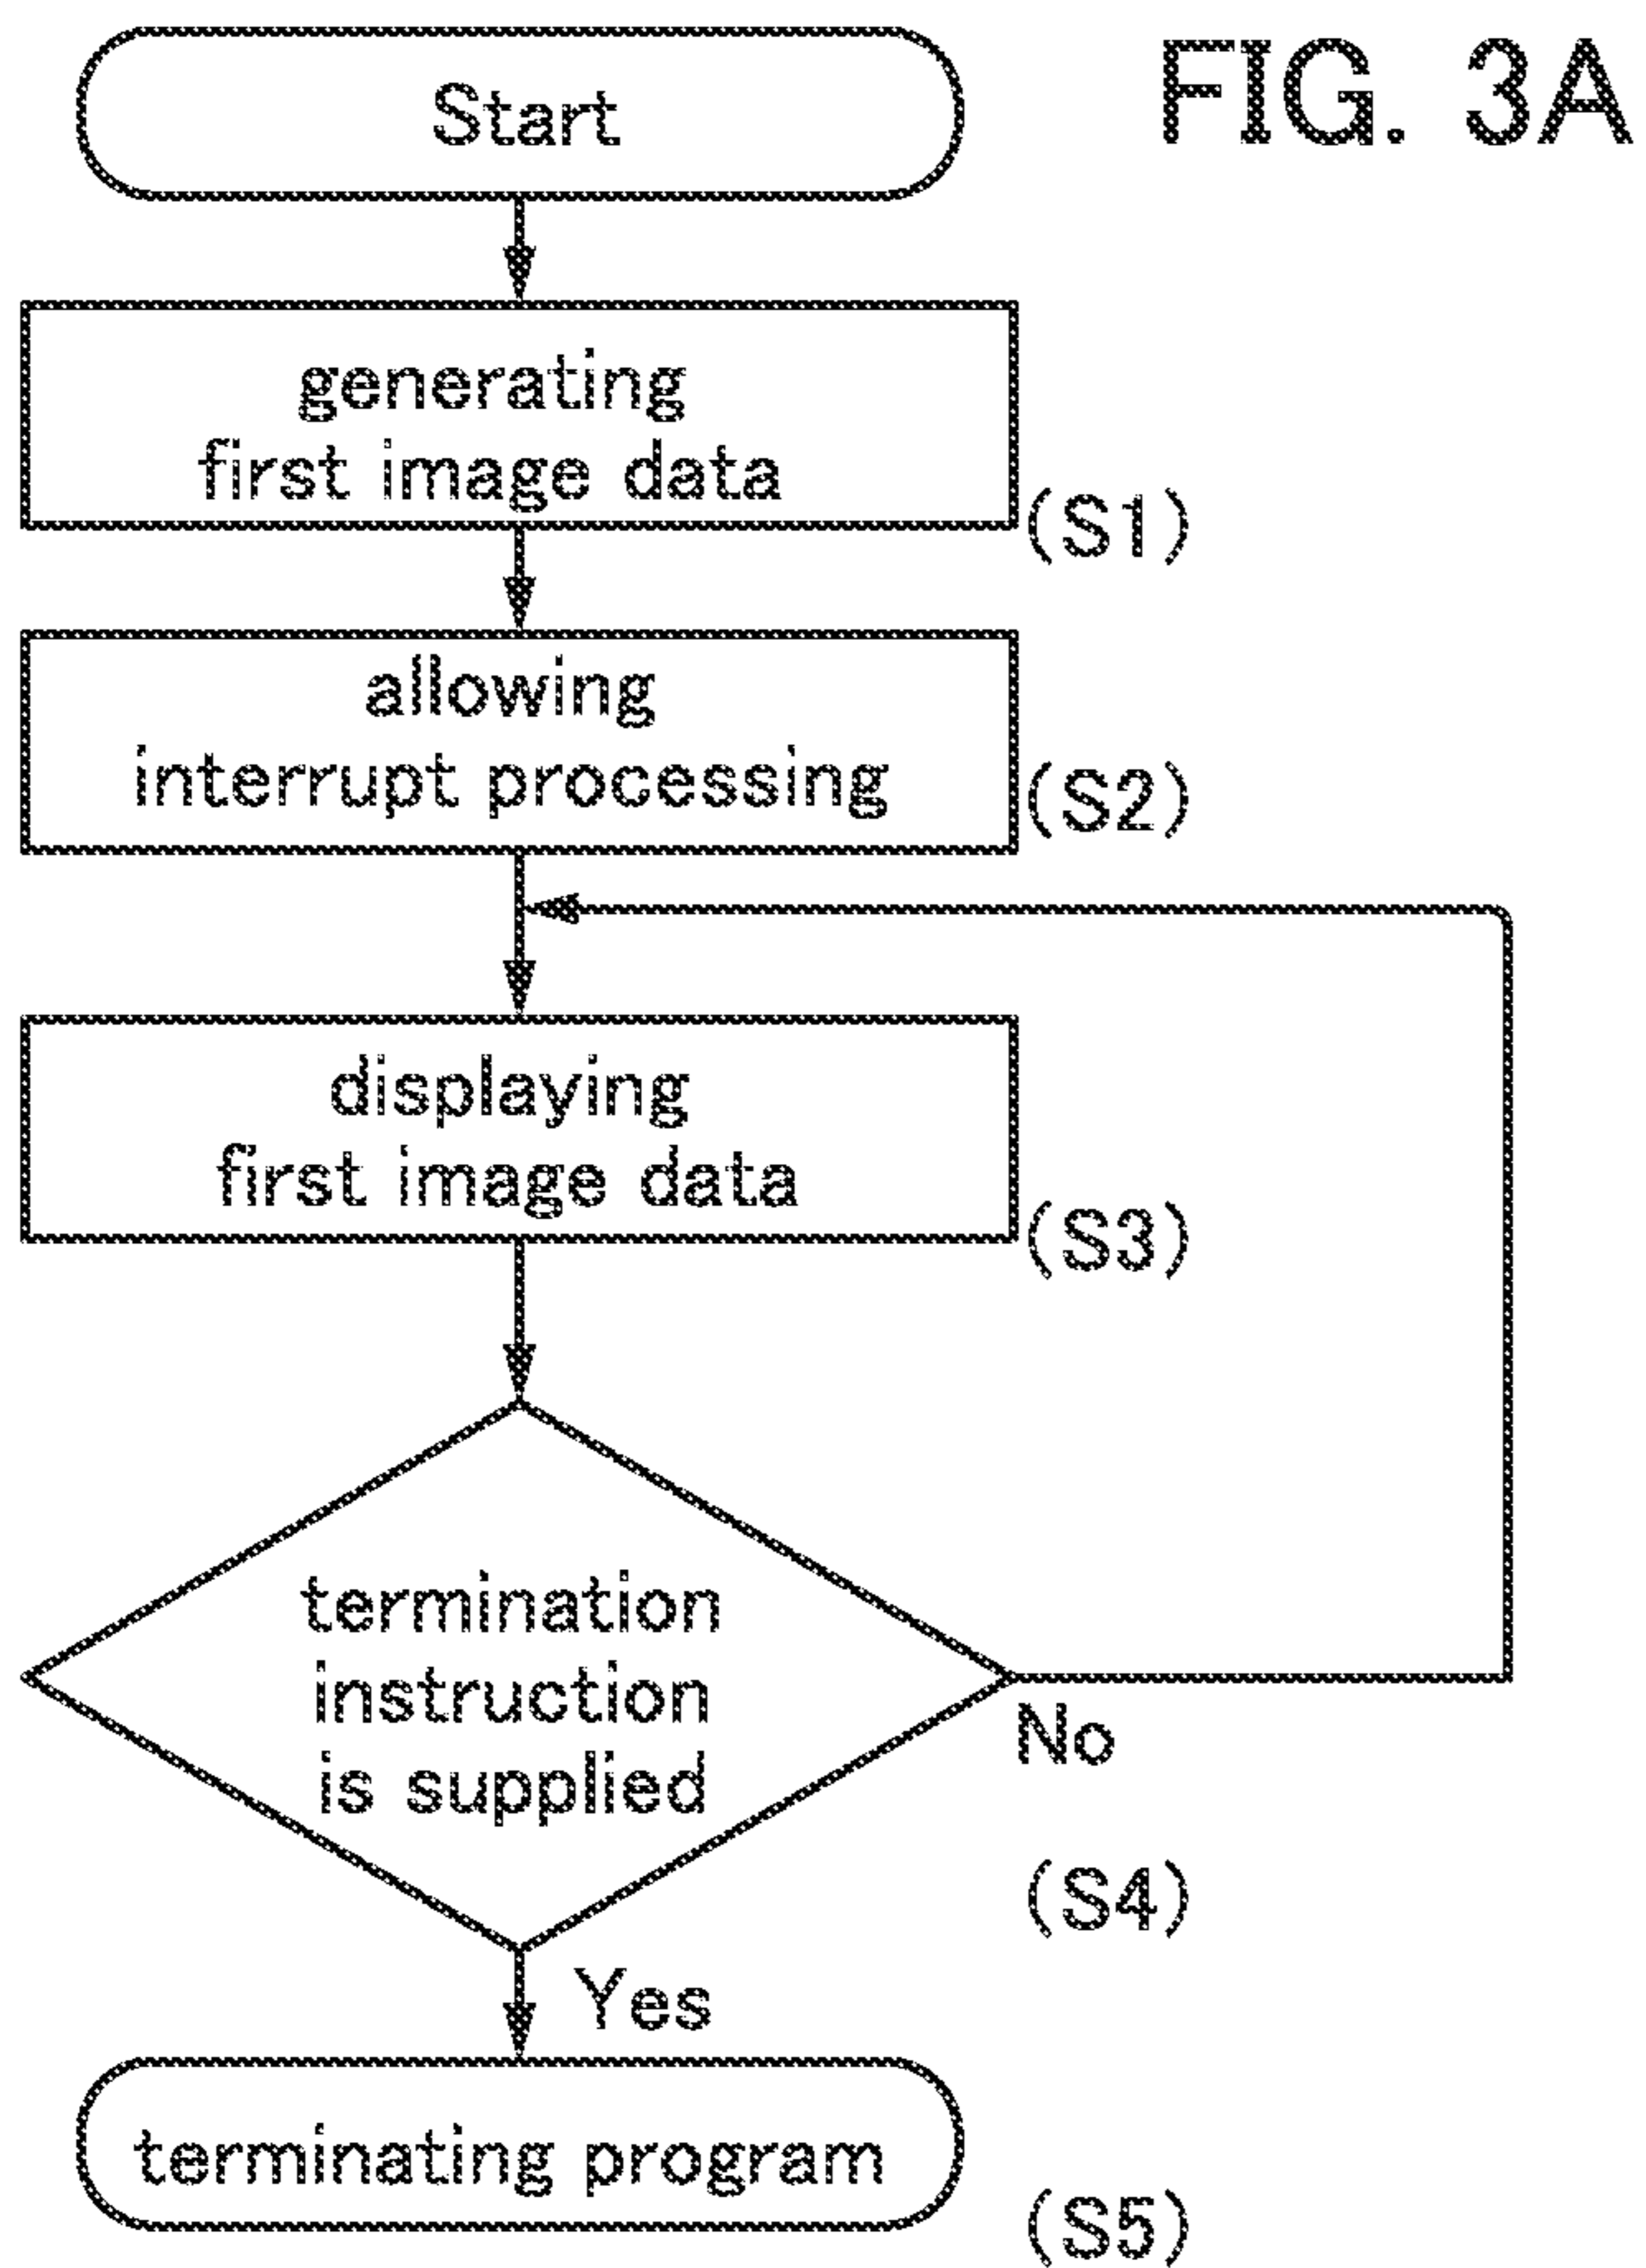 FIG. 3A
Start
generating
first image data
(S1)
allowing
interrupt processing
(S2)
displaying
first image data
(S3)
termination
instruction
is supplied
No
(S4)
Yes
terminating program
(S5)